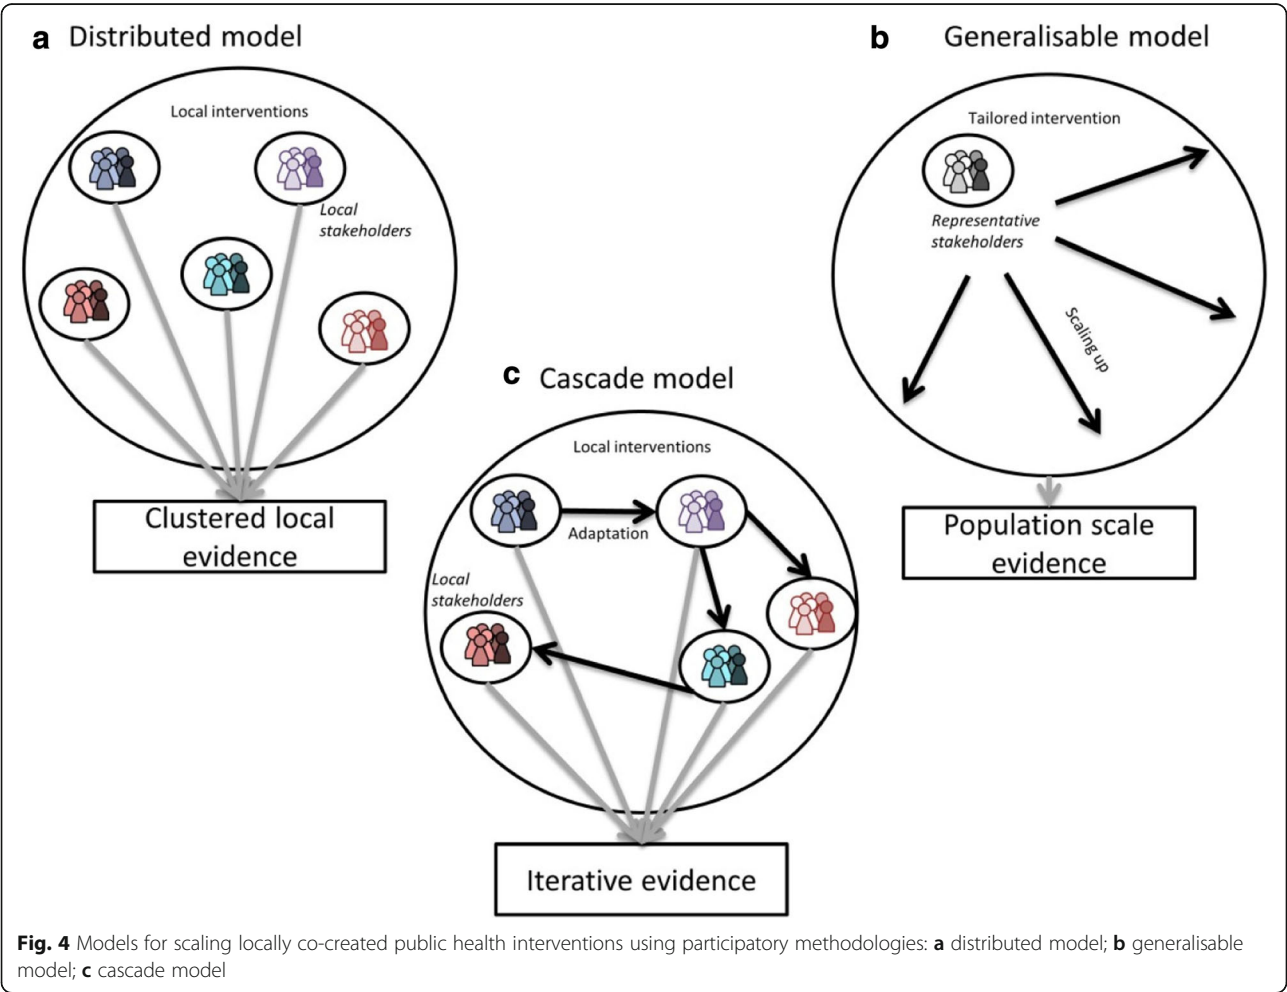 a Distributed model
Local interventions
Local
stakeholders
Clustered local
evidence
b Generalisable model
Tailored intervention
Representative
stakeholders
Scaling up
Population scale
evidence
c Cascade model
Local interventions
Adaptation
Local
stakeholders
Iterative evidence
Fig. 4 Models for scaling locally co-created public health interventions using participatory methodologies: a distributed model; b generalisable
model; c cascade model